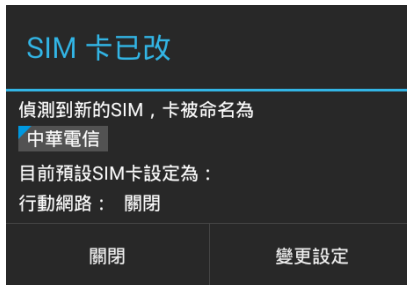 SIM 卡已改
偵測到新的SIM，卡被命名為
中華電信
目前預設SIM卡設定為：
行動網路： 關閉
關閉
變更設定